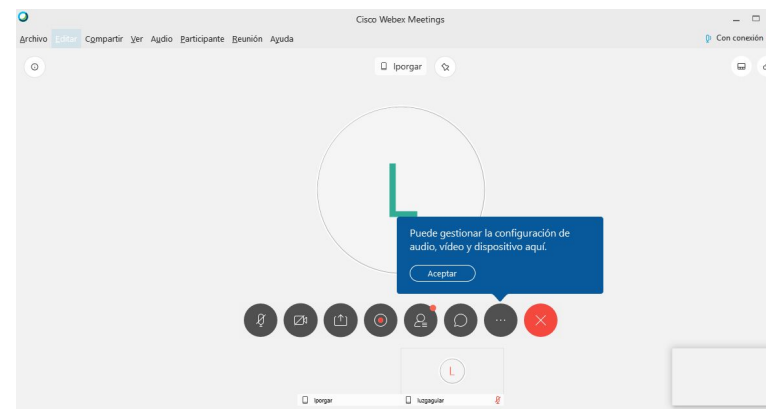 Cisco Webex Meetings
Archivo Editar Compartir Ver Audio Participante Reunión Ayuda
Con conexión
lporgar
L
Puede gestionar la configuración de
audio, vídeo y dispositivo aquí.
Aceptar
L
lporgar
luzgagular